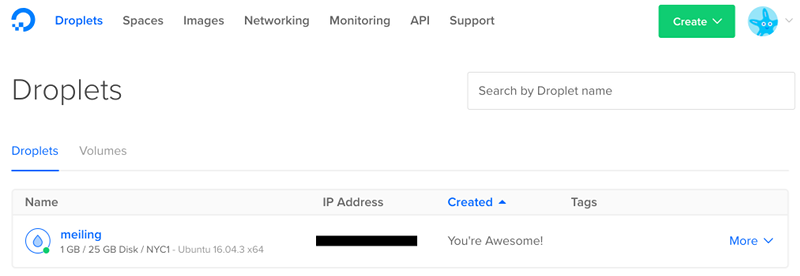 Droplets Spaces Images Networking Monitoring API Support Create
Droplets
Search by Droplet name
Droplets Volumes
Name IP Address Created Tags
meiling You're Awesome! More
1 GB / 25 GB Disk / NYC1 - Ubuntu 16.04.3 x64